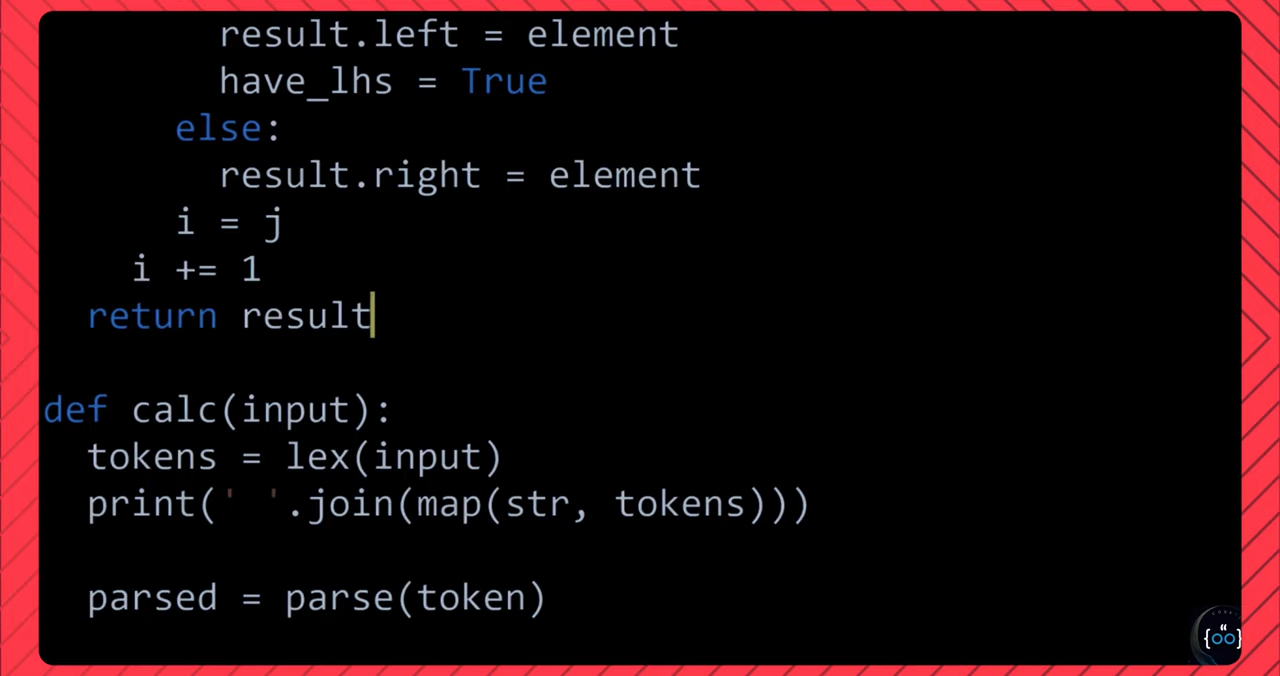 result.left = element
have_lhs = True
else:
result.right = element
i = j
i += 1
return result
def calc(input):
tokens = lex(input)
print(' '.join(map(str, tokens)))
parsed = parse(token)